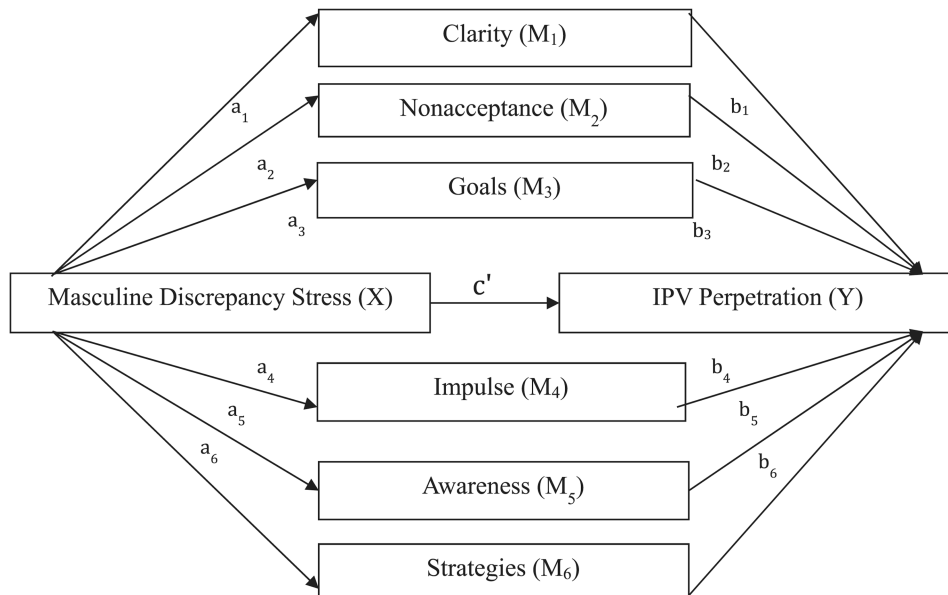 Clarity (M₁)
a₁
b₁
Nonacceptance (M₂)
a₂
b₂
Goals (M₃)
a₃
b₃
Masculine Discrepancy Stress (X)
c'
IPV Perpetration (Y)
a₄
Impulse (M₄)
b₄
a₅
b₅
a₆
Awareness (M₅)
b₆
Strategies (M₆)